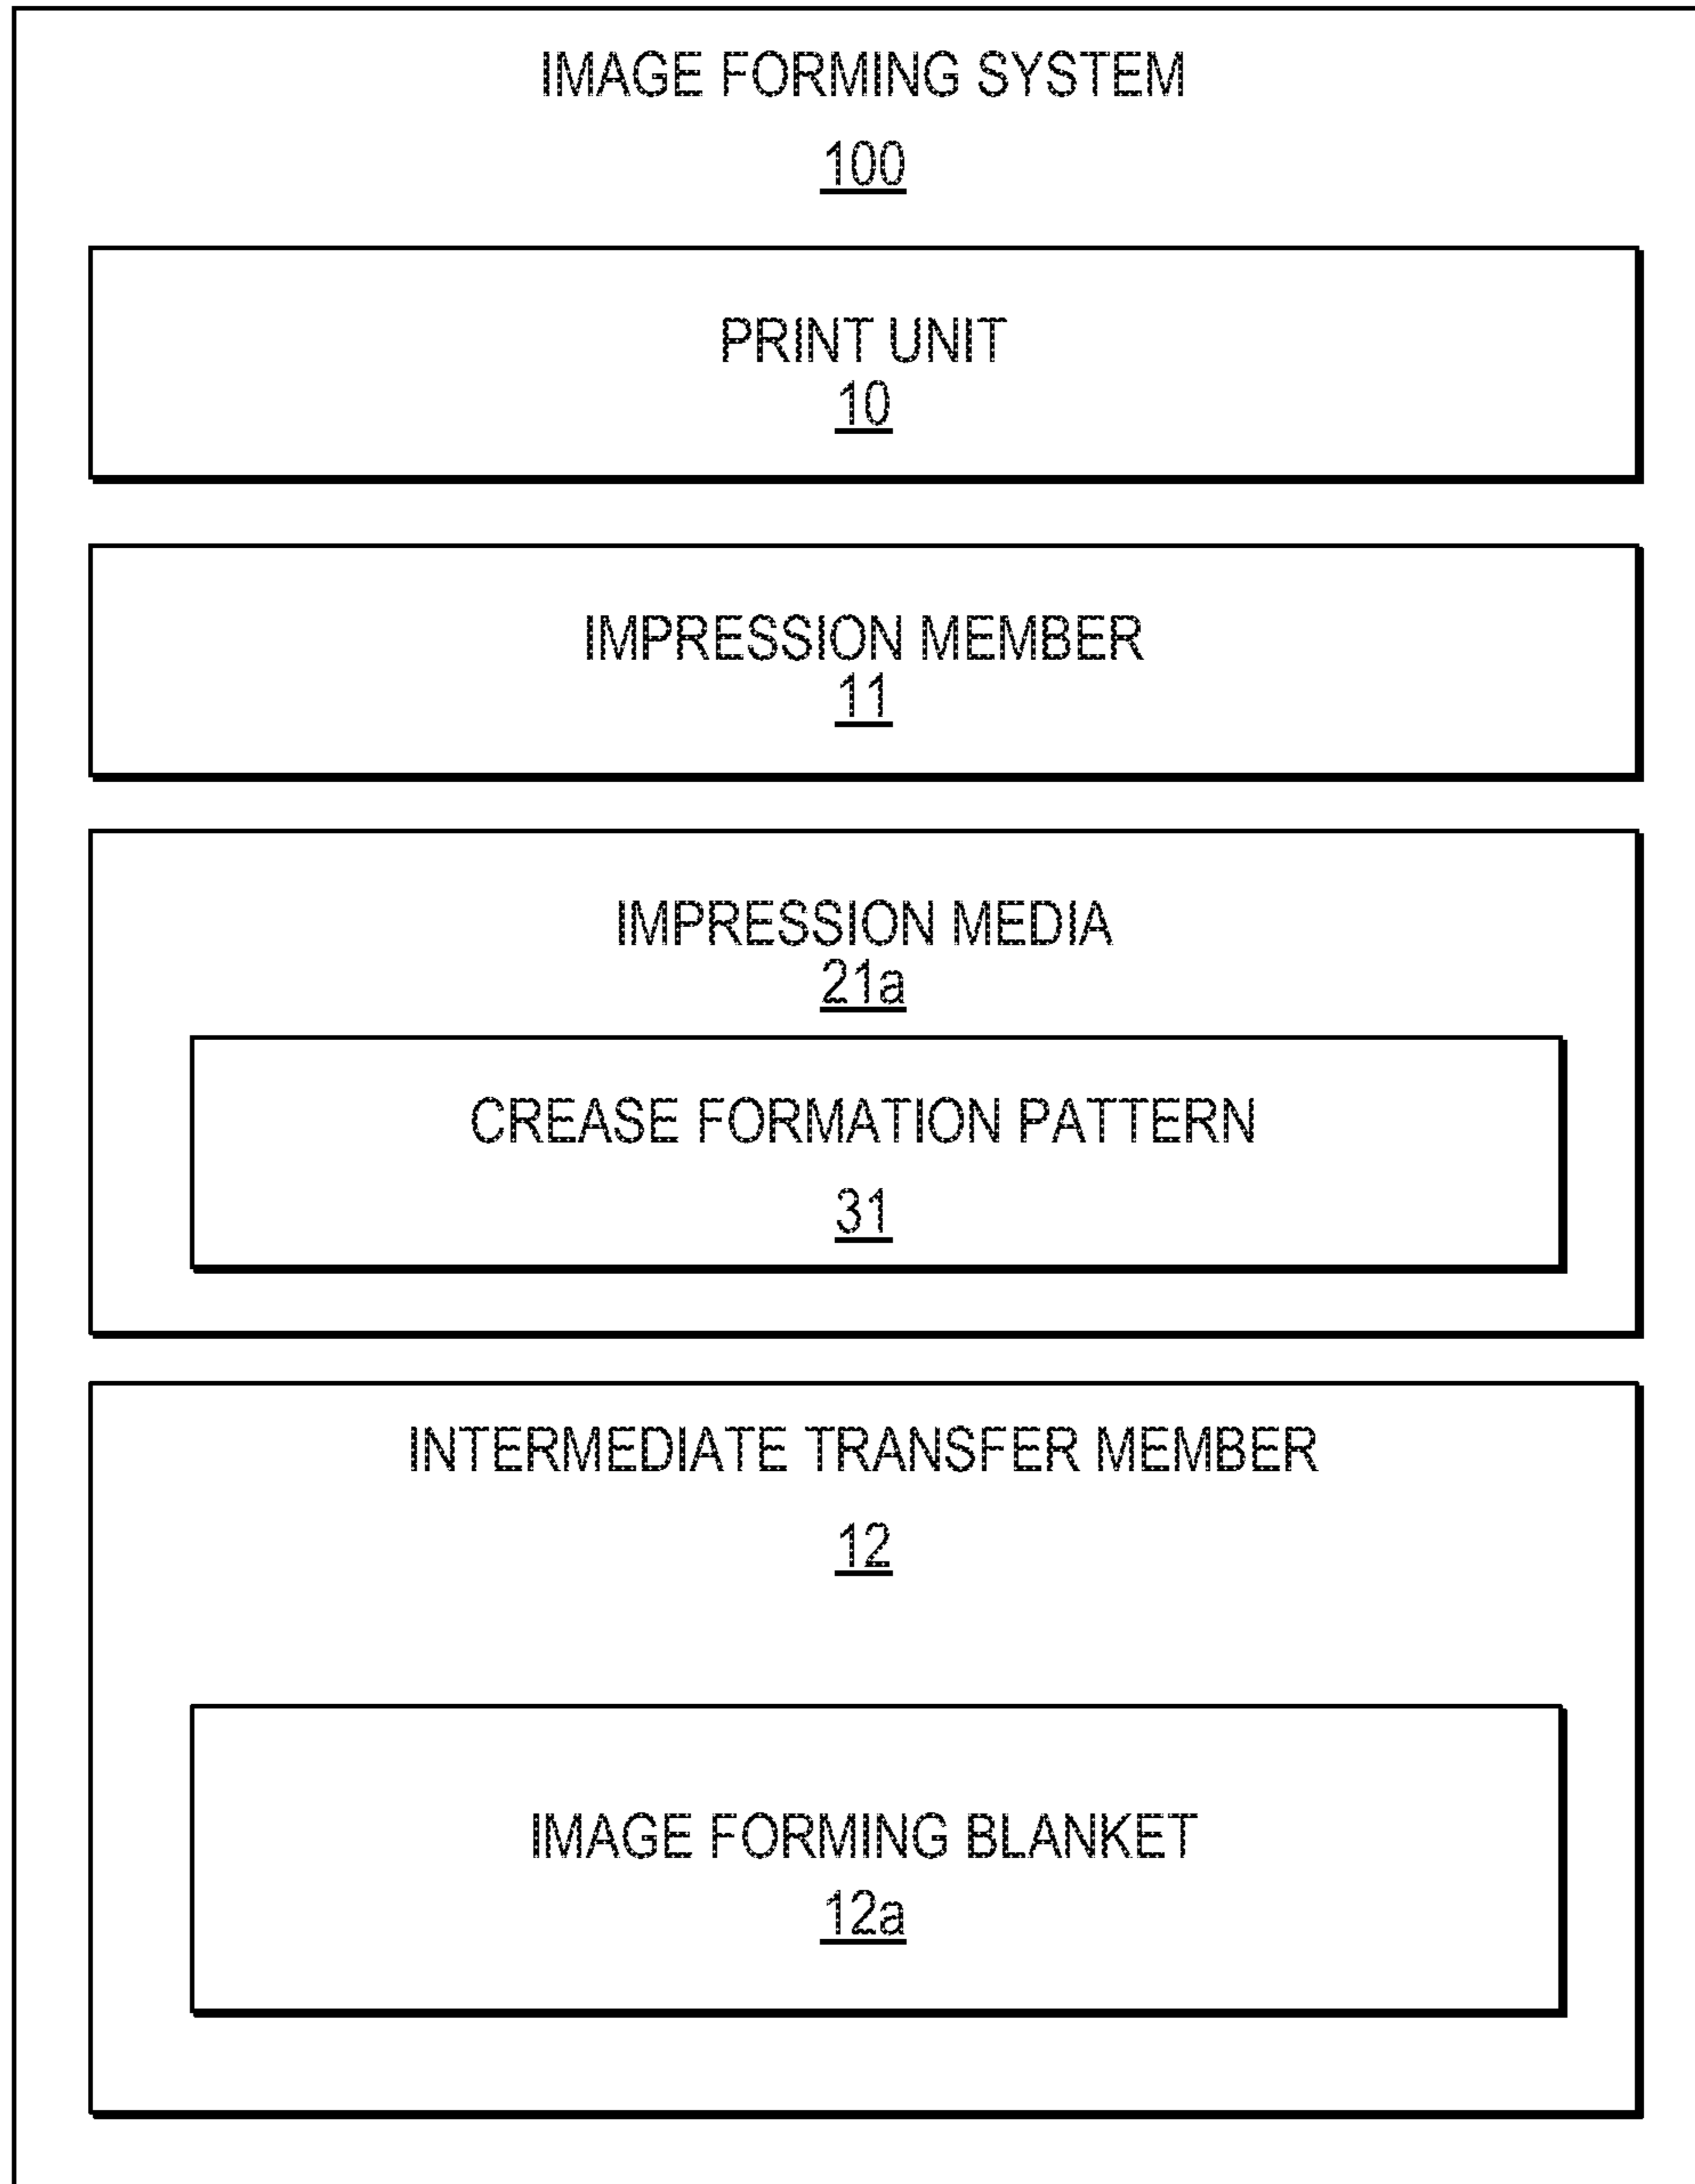 IMAGE FORMING SYSTEM
100
PRINT UNIT
10
IMPRESSION MEMBER
11
IMPRESSION MEDIA
21a
CREASE FORMATION PATTERN
31
INTERMEDIATE TRANSFER MEMBER
12
IMAGE FORMING BLANKET
12a